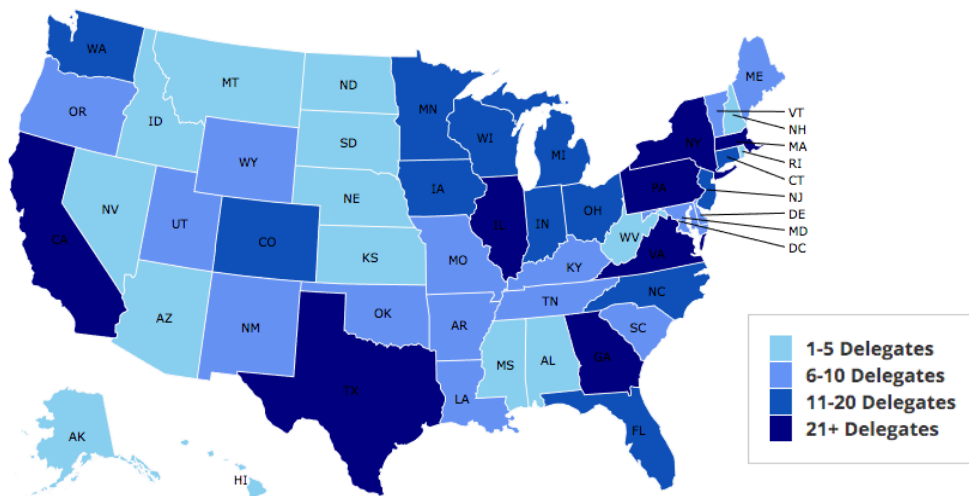 WA
ME
MT
ND
VT
MN
OR
NH
ID
WI
SD
NY
MA
MI
RI
WY
CT
IA
PA
NJ
NE
NV
OH
DE
IL
IN
UT
MD
CA
CO
WV
DC
VA
KS
MO
KY
NC
TN
AZ
OK
NM
AR
SC
MS
AL
GA
TX
LA
FL
AK
HI
1-5 Delegates
6-10 Delegates
11-20 Delegates
21+ Delegates